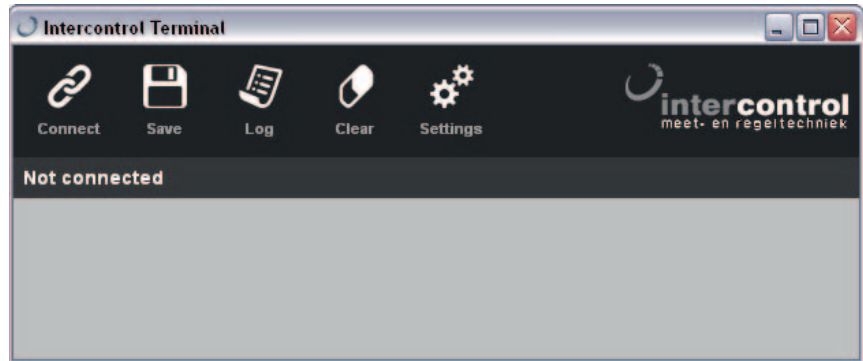 Intercontrol Terminal
Connect Save Log Clear Settings
intercontrol
meet- en regeltechniek
Not connected